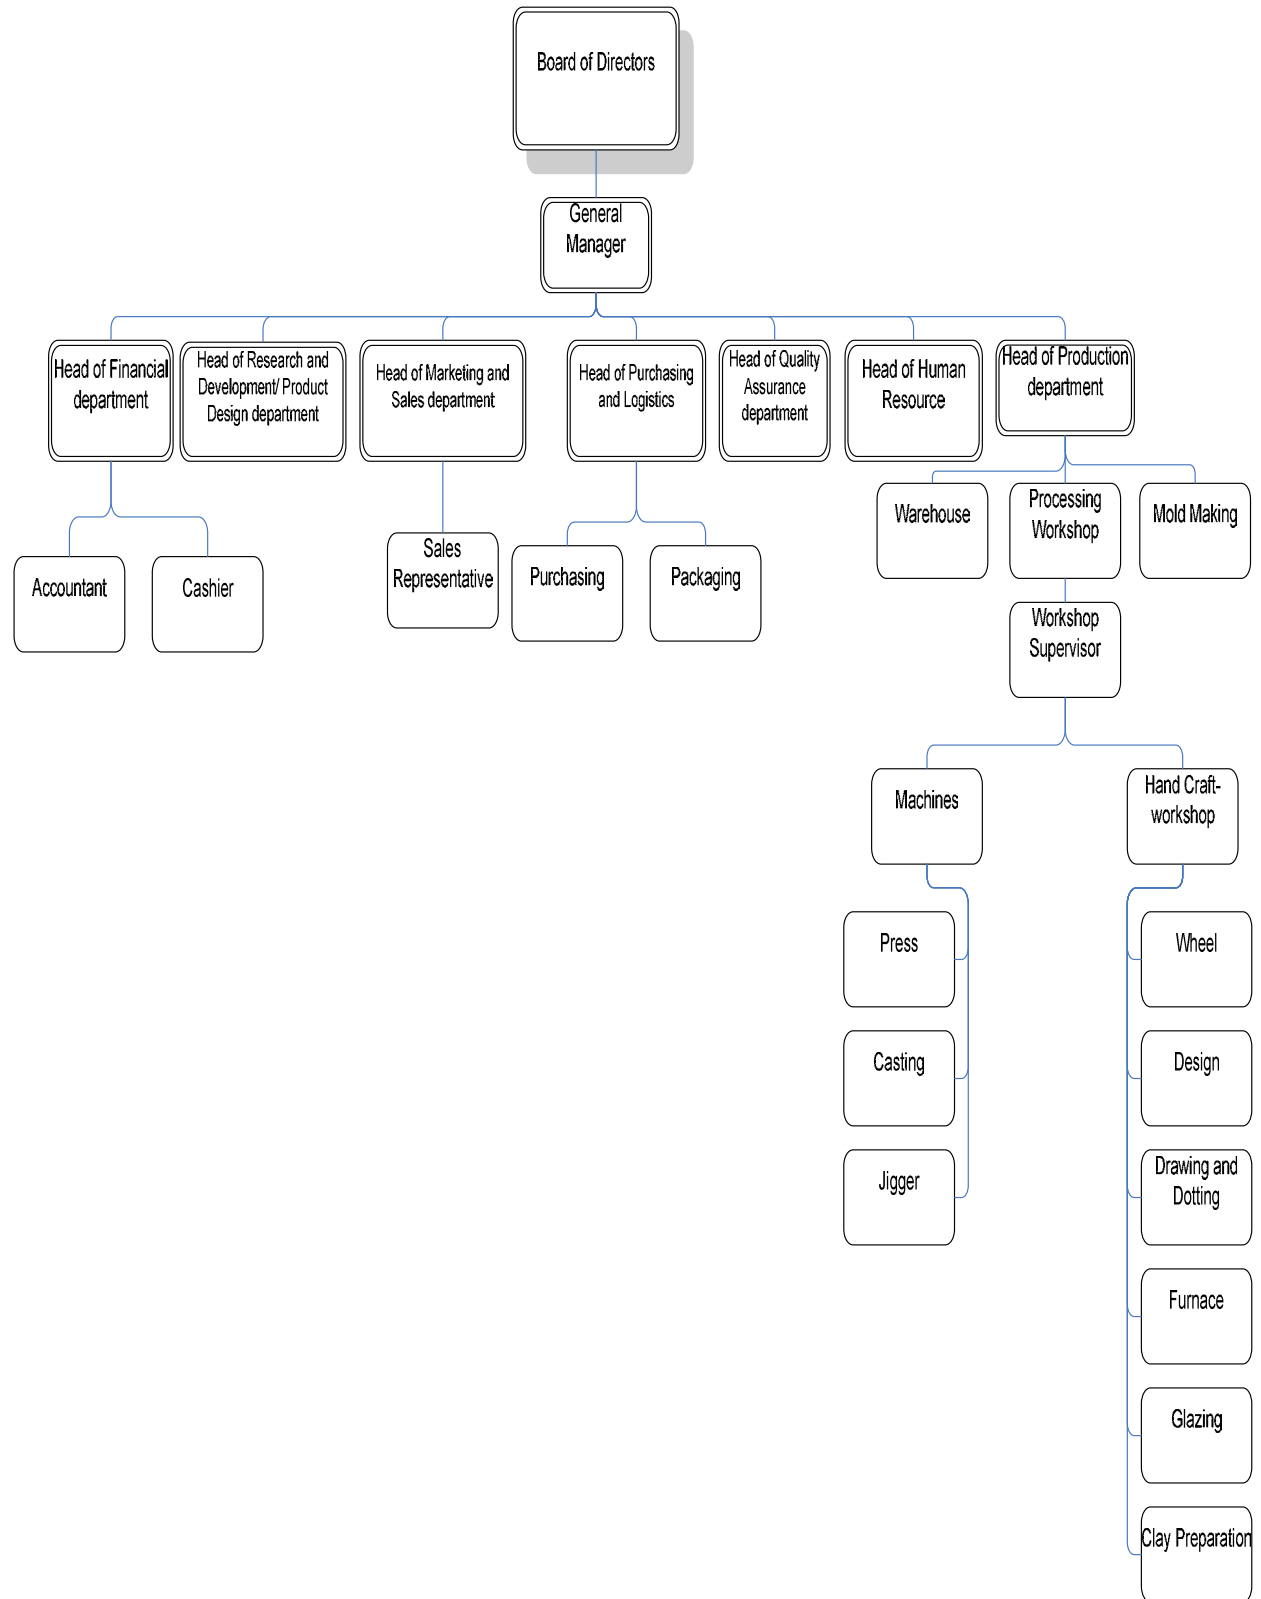 Board of Directors
General
Manager
Head of Financial
department
Head of Research and
Development/ Product
Design department
Head of Marketing and
Sales department
Head of Purchasing
and Logistics
Head of Quality
Assurance
department
Head of Human
Resource
Head of Production
department
Warehouse
Processing
Workshop
Mold Making
Accountant
Cashier
Sales
Representative
Purchasing
Packaging
Workshop
Supervisor
Machines
Hand Craft-
workshop
Press
Casting
Jigger
Wheel
Design
Drawing and
Dotting
Furnace
Glazing
Clay Preparation